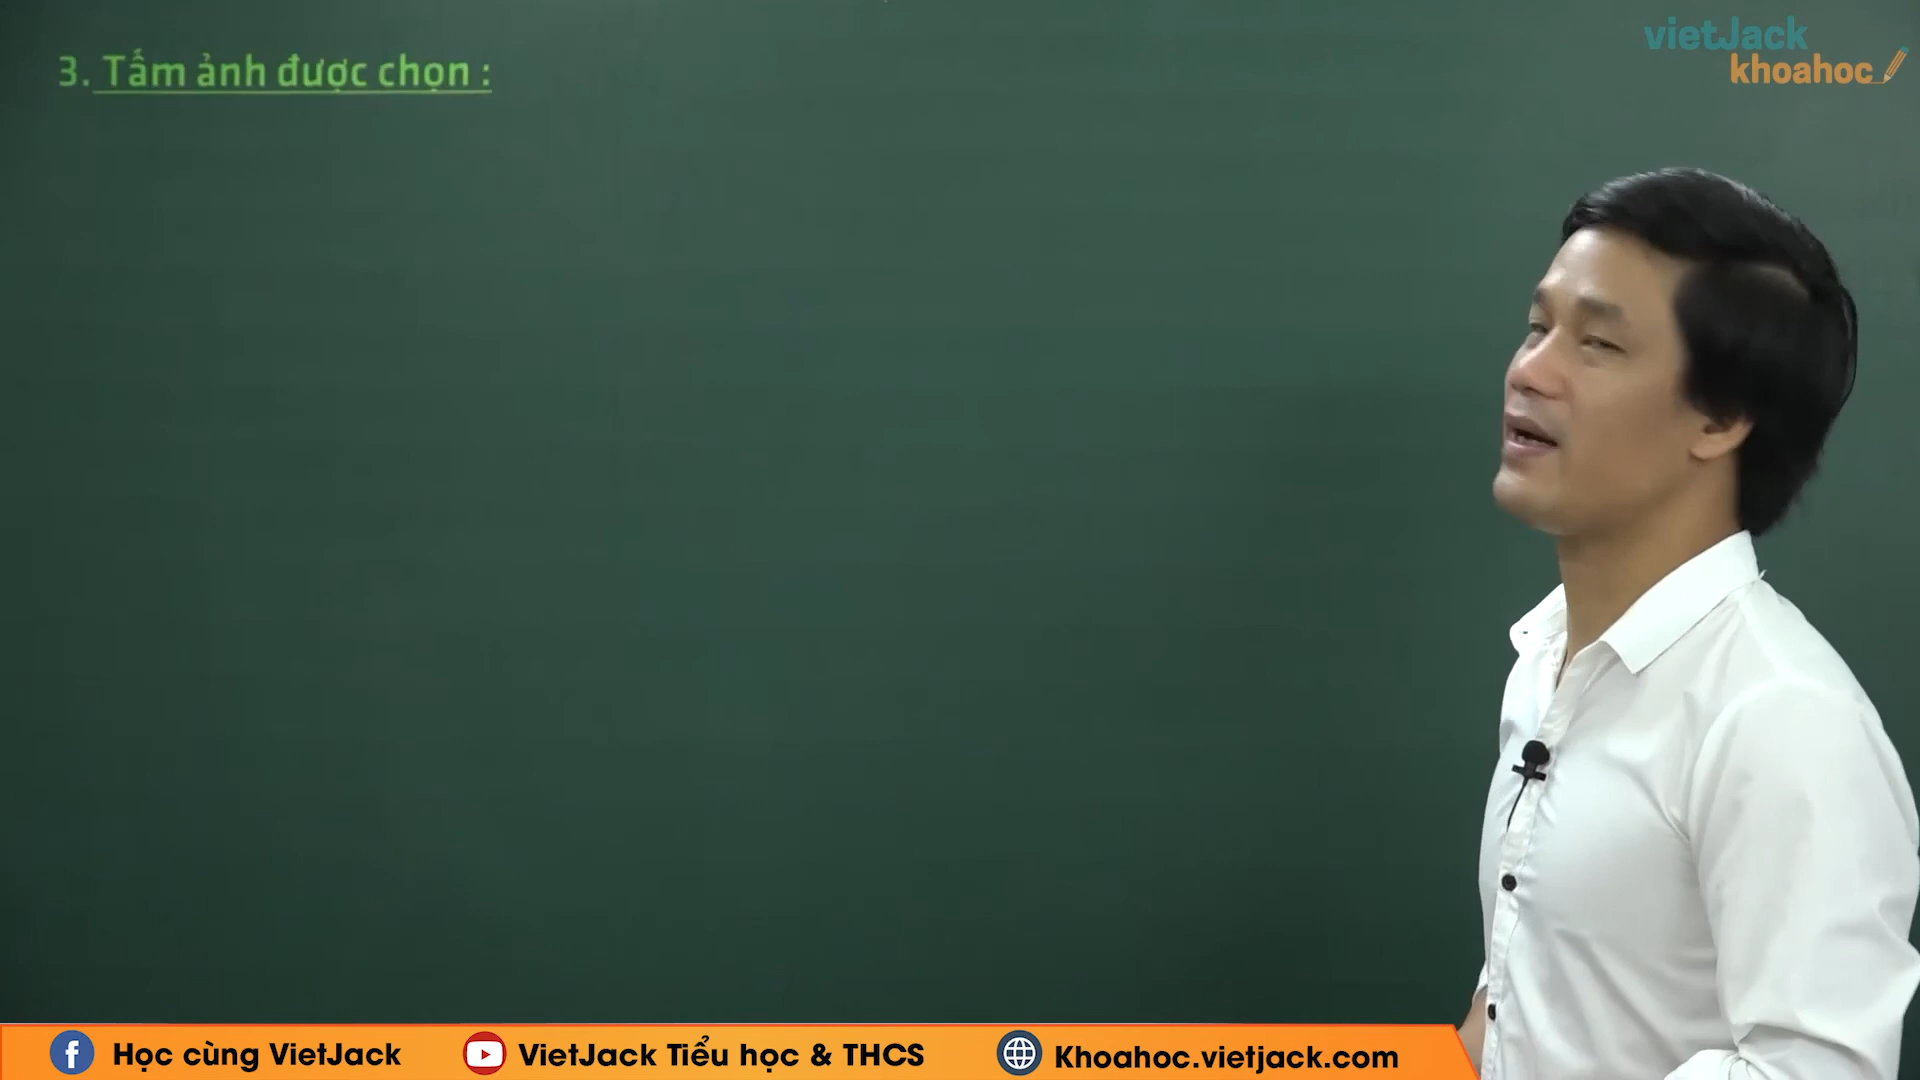 3. Tấm ảnh được chọn :
vietJack
khoahoc
Học cùng VietJack
VietJack Tiểu học & THCS
Khoahoc.vietjack.com